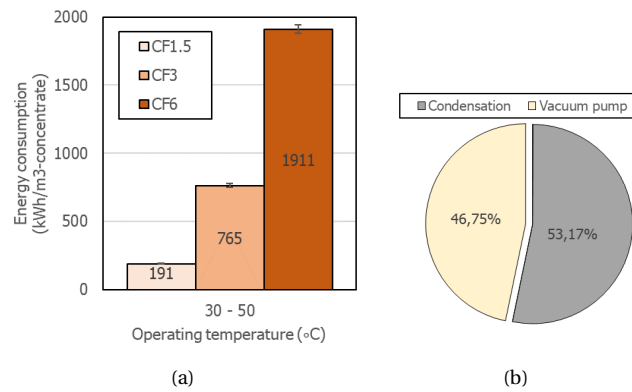 2000
1500
1000
500
0
Energy consumption
(kWh/m3-concentrate)
CF1.5
CF3
CF6
191
765
1911
30 - 50
Operating temperature (∘C)
(a)
Condensation Vacuum pump
46,75%
53,17%
(b)